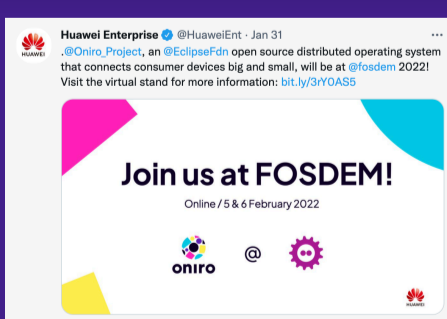 Huawei Enterprise @HuaweiEnt · Jan 31
.@Oniro_Project, an @EclipseFdn open source distributed operating system
that connects consumer devices big and small, will be at @fosdem 2022!
Visit the virtual stand for more information: bit.ly/3rY0AS5
HUAWEI
Join us at FOSDEM!
Online / 5 & 6 February 2022
oniro @
HUAWEI